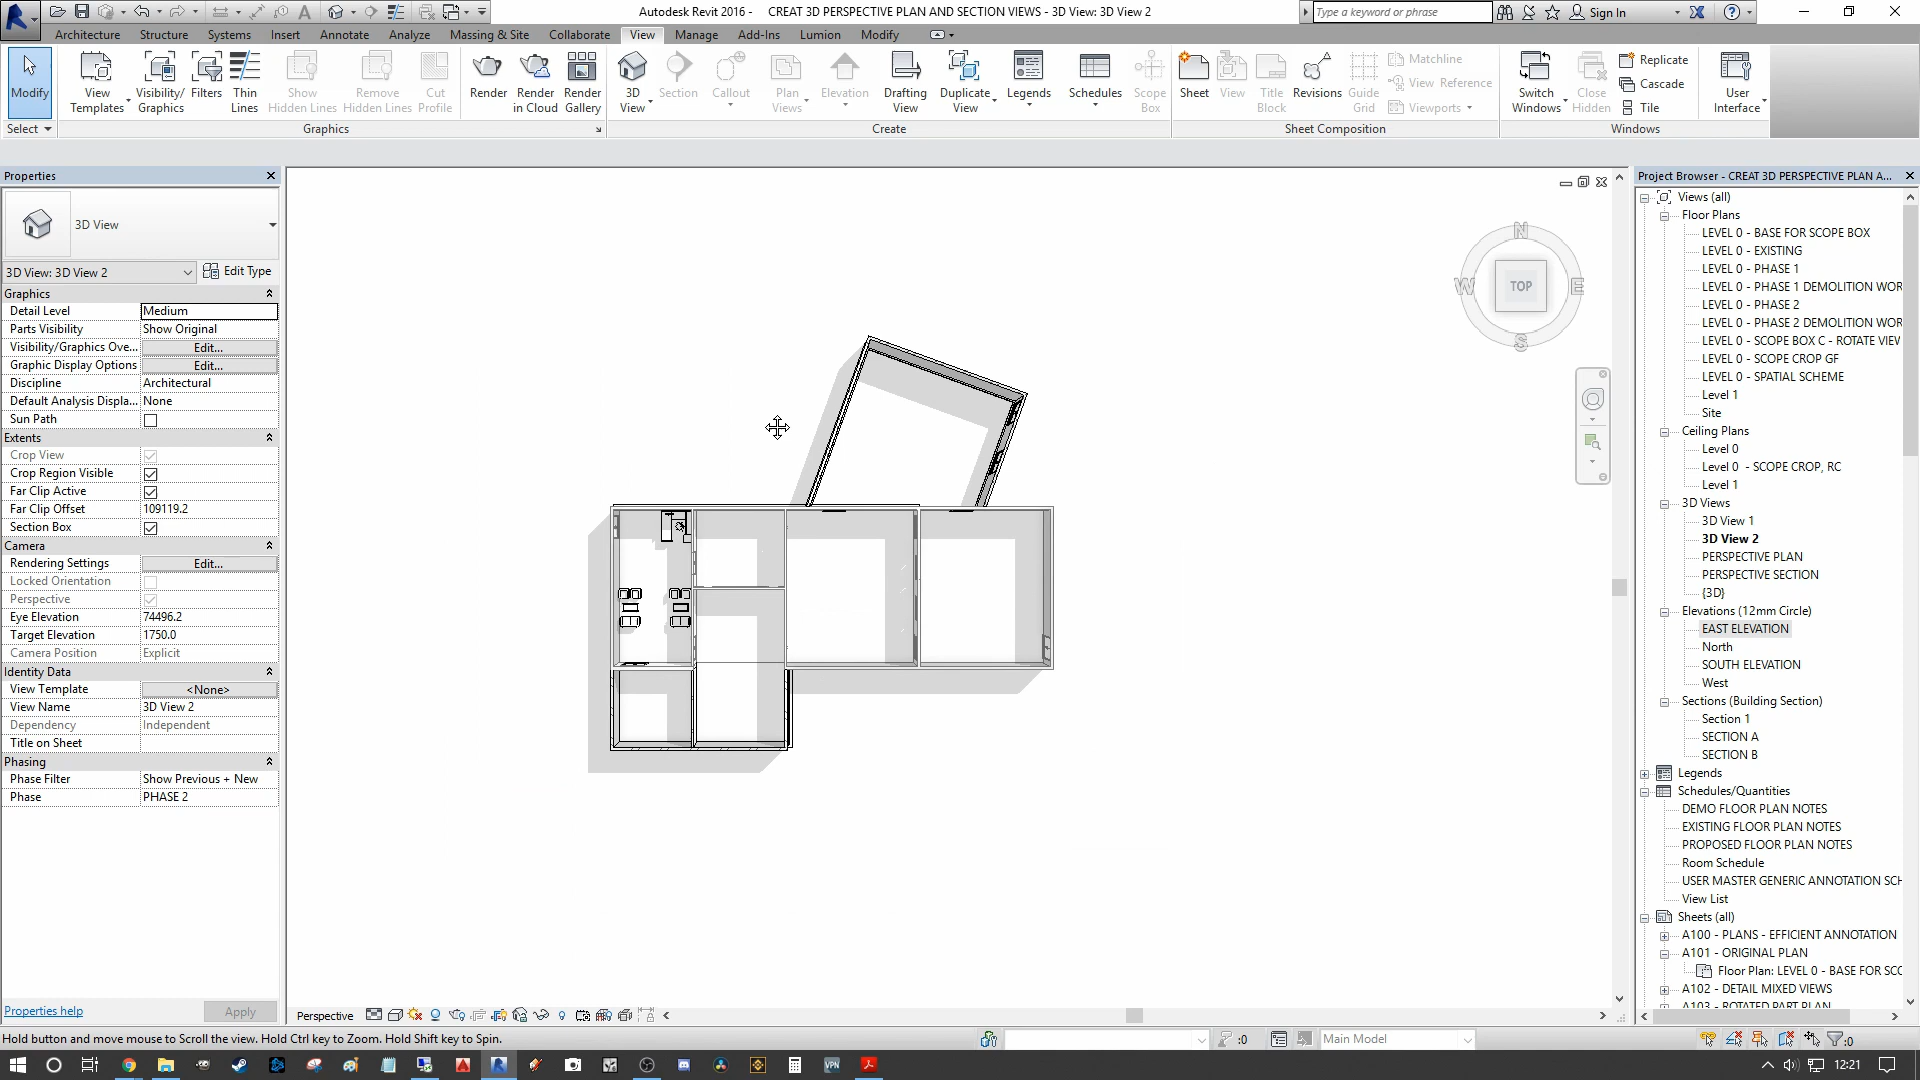 Autodesk Revit 2016 - CREAT 3D PERSPECTIVE PLAN AND SECTION VIEWS - 3D View: 3D View 2
Type a keyword or phrase
Sign In
Architecture Structure Systems Insert Annotate Analyze Massing & Site Collaborate View Manage Add-Ins Lumion Modify
Modify
View Templates
Visibility/ Graphics
Filters
Thin Lines
Show Hidden Lines
Remove Hidden Lines
Cut Profile
Render
Render in Cloud
Render Gallery
3D View
Section
Callout
Plan Views
Elevation
Drafting View
Duplicate View
Legends
Schedules
Scope Box
Sheet
View
Title Block
Revisions
Guide Grid
Matchline
View Reference
Viewports
Switch Windows
Close Hidden
Replicate
Cascade
Tile
User Interface
Select
Graphics
Create
Sheet Composition
Windows
Properties
3D View
3D View: 3D View 2
Edit Type
Graphics
Detail Level Medium
Parts Visibility Show Original
Visibility/Graphics Ove... Edit...
Graphic Display Options Edit...
Discipline Architectural
Default Analysis Displa... None
Sun Path
Extents
Crop View
Crop Region Visible
Far Clip Active
Far Clip Offset 109119.2
Section Box
Camera
Rendering Settings Edit...
Locked Orientation
Perspective
Eye Elevation 74496.2
Target Elevation 1750.0
Camera Position Explicit
Identity Data
View Template <None>
View Name 3D View 2
Dependency Independent
Title on Sheet
Phasing
Phase Filter Show Previous + New
Phase PHASE 2
Properties help
Apply
N
W
TOP
E
S
Perspective
Project Browser - CREAT 3D PERSPECTIVE PLAN A...
Views (all)
Floor Plans
LEVEL 0 - BASE FOR SCOPE BOX
LEVEL 0 - EXISTING
LEVEL 0 - PHASE 1
LEVEL 0 - PHASE 1 DEMOLITION WOR
LEVEL 0 - PHASE 2
LEVEL 0 - PHASE 2 DEMOLITION WOR
LEVEL 0 - SCOPE BOX C - ROTATE VIEV
LEVEL 0 - SCOPE CROP GF
LEVEL 0 - SPATIAL SCHEME
Level 1
Site
Ceiling Plans
Level 0
Level 0 - SCOPE CROP, RC
Level 1
3D Views
3D View 1
3D View 2
PERSPECTIVE PLAN
PERSPECTIVE SECTION
{3D}
Elevations (12mm Circle)
EAST ELEVATION
North
SOUTH ELEVATION
West
Sections (Building Section)
Section 1
SECTION A
SECTION B
Legends
Schedules/Quantities
DEMO FLOOR PLAN NOTES
EXISTING FLOOR PLAN NOTES
PROPOSED FLOOR PLAN NOTES
Room Schedule
USER MASTER GENERIC ANNOTATION SCH
View List
Sheets (all)
A100 - PLANS - EFFICIENT ANNOTATION
A101 - ORIGINAL PLAN
Floor Plan: LEVEL 0 - BASE FOR SCO
A102 - DETAIL MIXED VIEWS
A103 - ROTATED PART PLAN
Hold button and move mouse to Scroll the view. Hold Ctrl key to Zoom. Hold Shift key to Spin.
:0
Main Model
:0
VPN
12:21